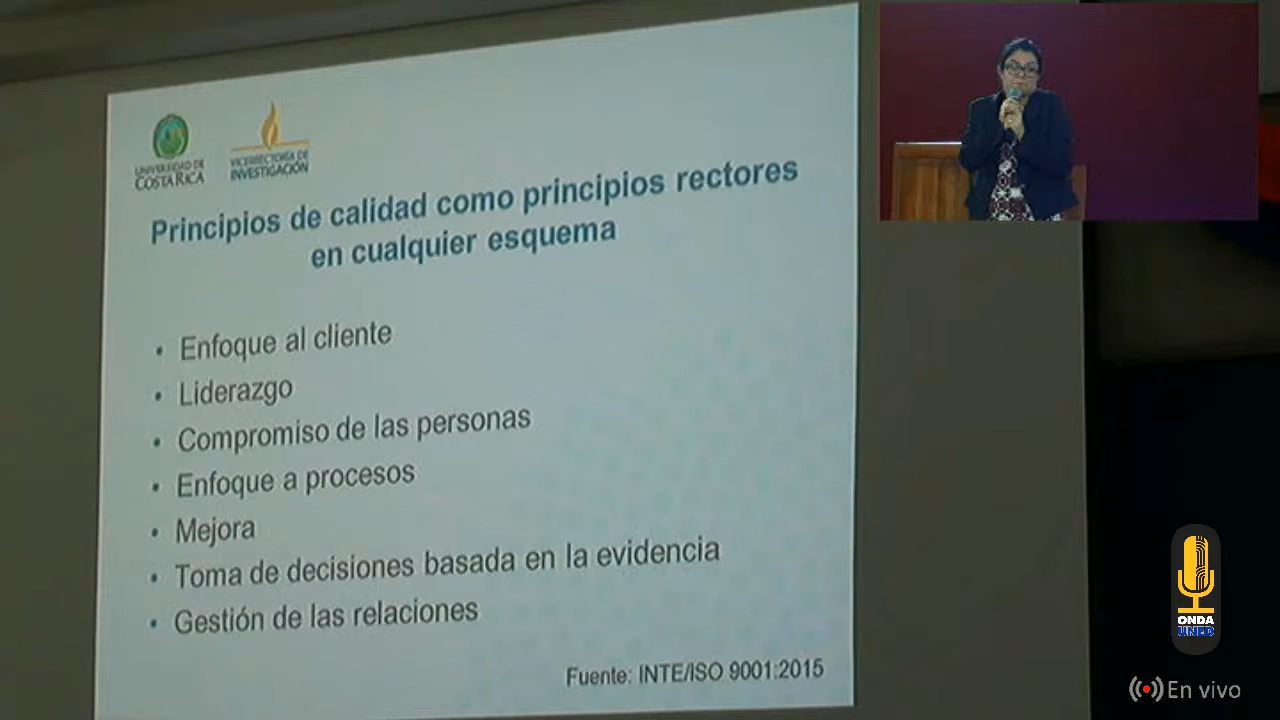 UNIVERSIDAD DE
COSTA RICA
VICERRECTORÍA DE
INVESTIGACIÓN
Principios de calidad como principios rectores
en cualquier esquema
• Enfoque al cliente
• Liderazgo
• Compromiso de las personas
• Enfoque a procesos
• Mejora
• Toma de decisiones basada en la evidencia
• Gestión de las relaciones
Fuente: INTE/ISO 9001:2015
ONDA
UNED
En vivo